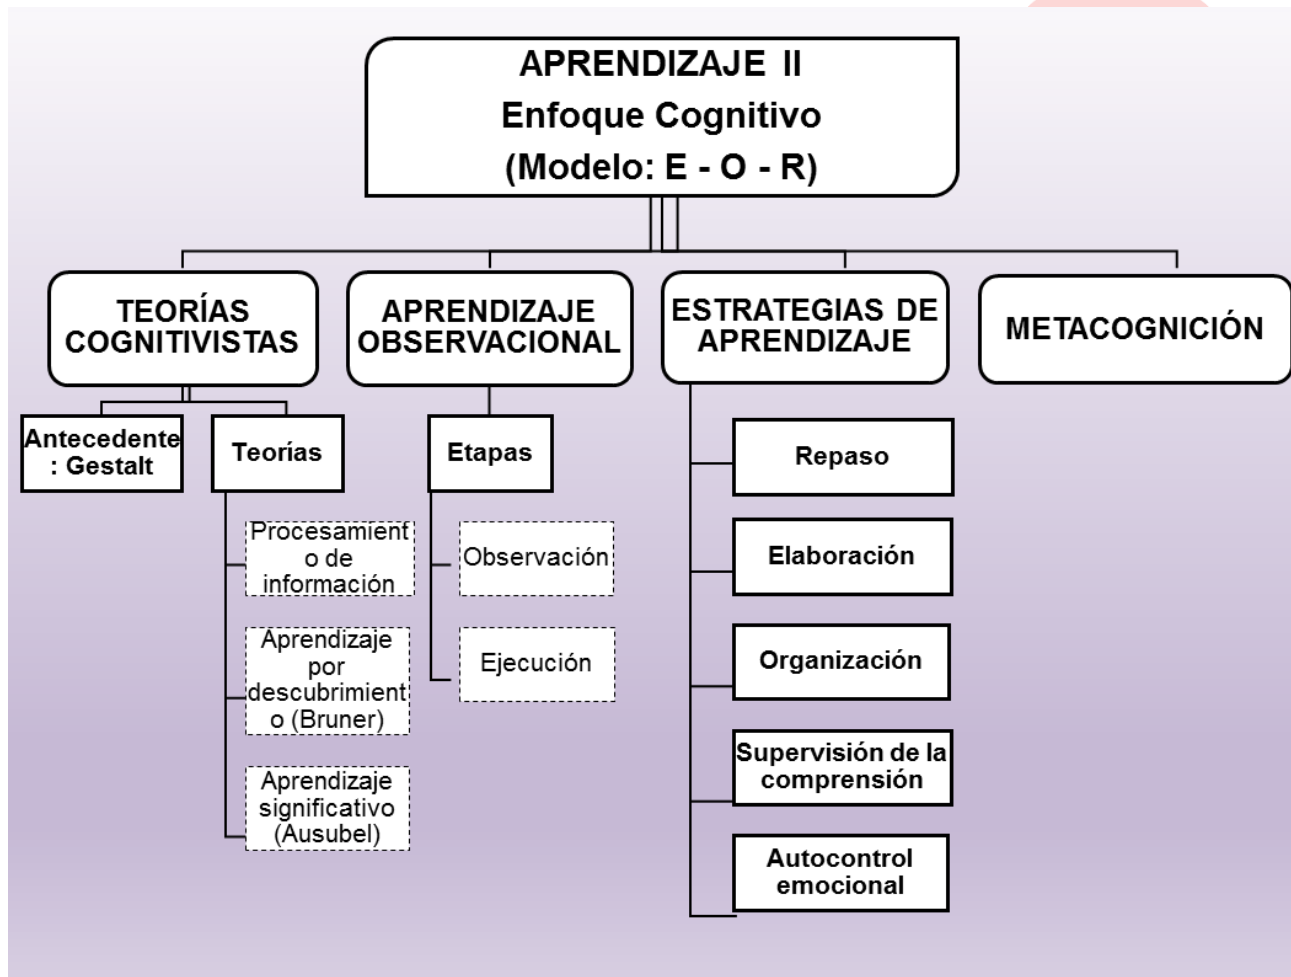 APRENDIZAJE II
Enfoque Cognitivo
(Modelo: E - O - R)
TEORÍAS
COGNITIVISTAS
APRENDIZAJE
OBSERVACIONAL
ESTRATEGIAS DE
APRENDIZAJE
METACOGNICIÓN
Antecedente
: Gestalt
Teorías
Etapas
Procesamient
o de
información
Aprendizaje
por
descubrimient
o (Bruner)
Aprendizaje
significativo
(Ausubel)
Observación
Ejecución
Repaso
Elaboración
Organización
Supervisión de la
comprensión
Autocontrol
emocional